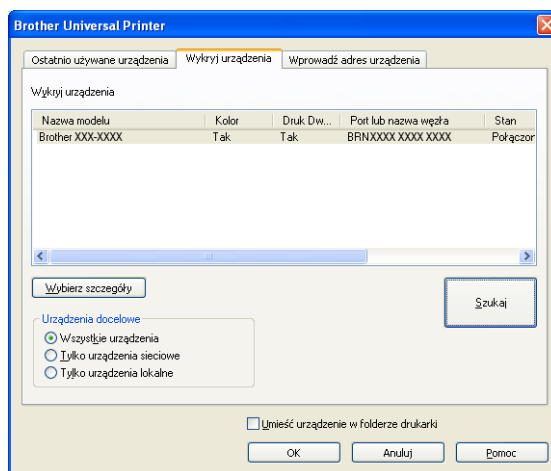 Brother Universal Printer
Ostatnio używane urządzenia Wykryj urządzenia Wprowadź adres urządzenia
Wykryj urządzenia
Nazwa modelu Kolor Druk Dw... Port lub nazwa węzła Stan
Brother XXX-XXXX Tak Tak BRNXXXX XXXX XXXX Połączon
Wybierz szczegóły
Szukaj
Urządzenia docelowe
Wszystkie urządzenia
Tylko urządzenia sieciowe
Tylko urządzenia lokalne
Umieść urządzenie w folderze drukarki
OK Anuluj Pomoc